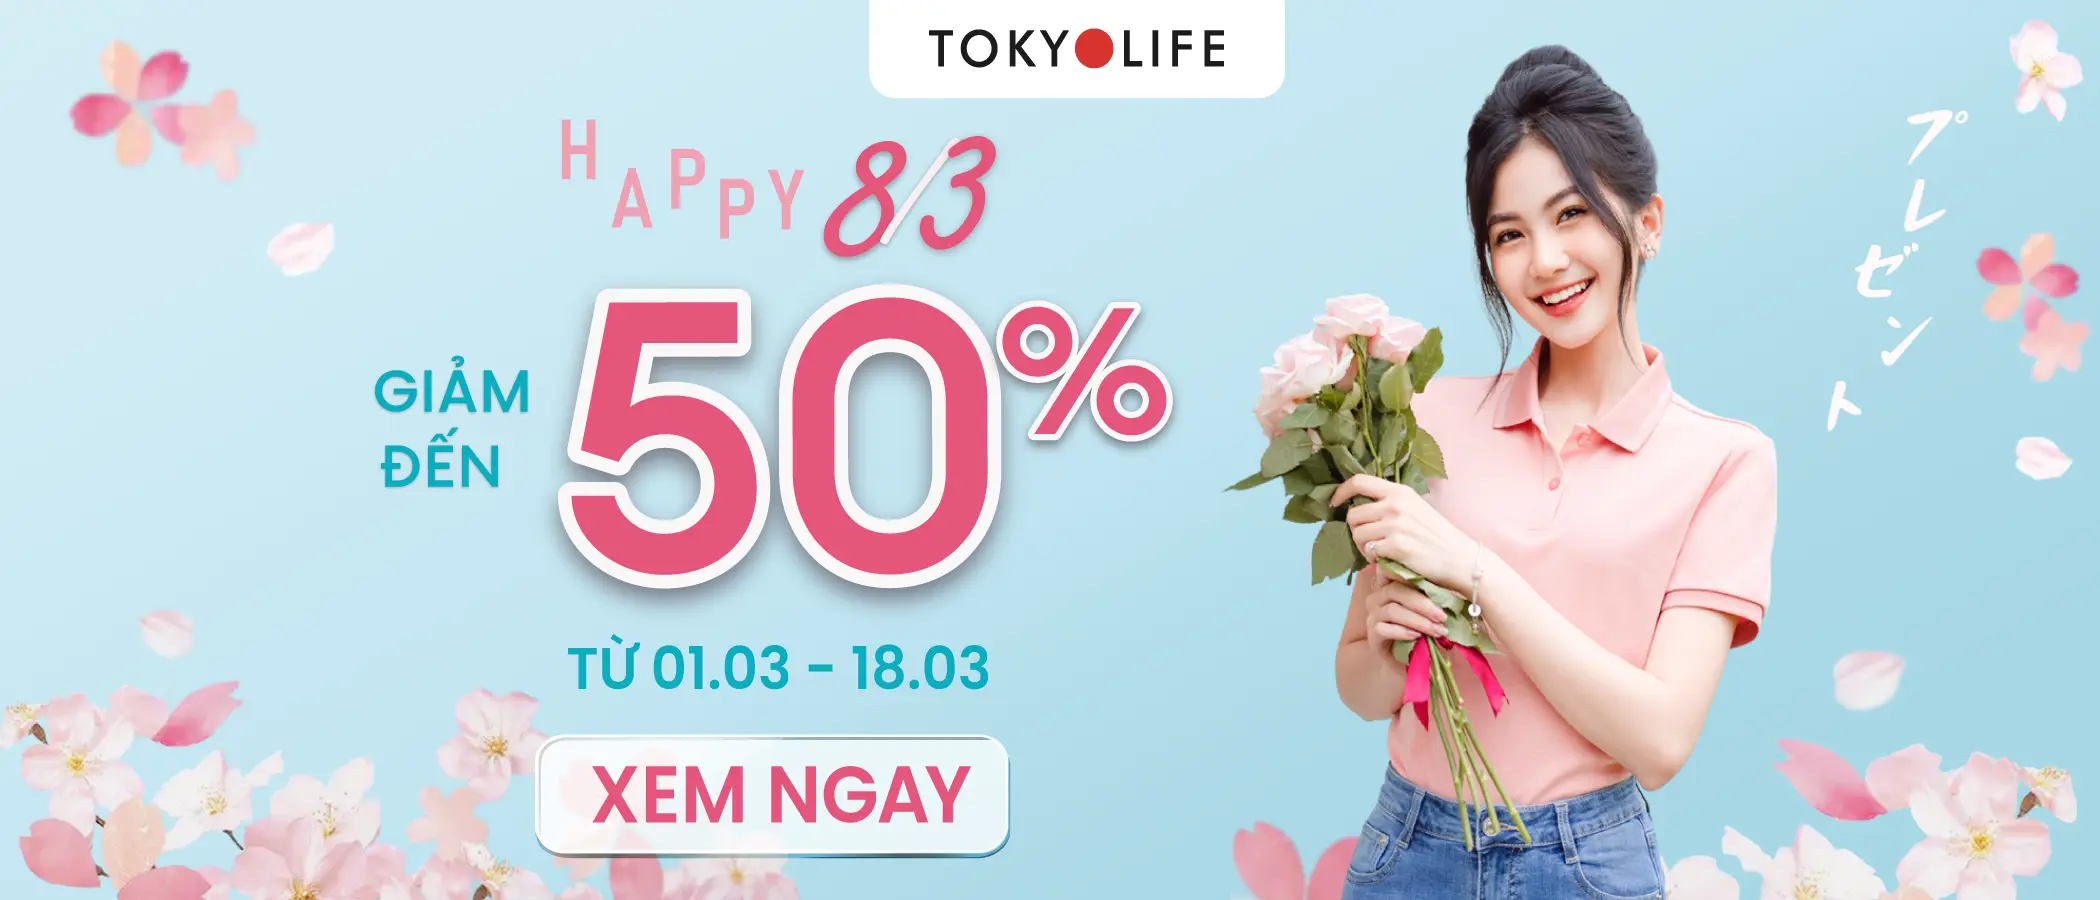 TOKYOLIFE
HAPPY 8/3
GIẢM
ĐẾN
50%
TỪ 01.03 - 18.03
XEM NGAY
プレゼント